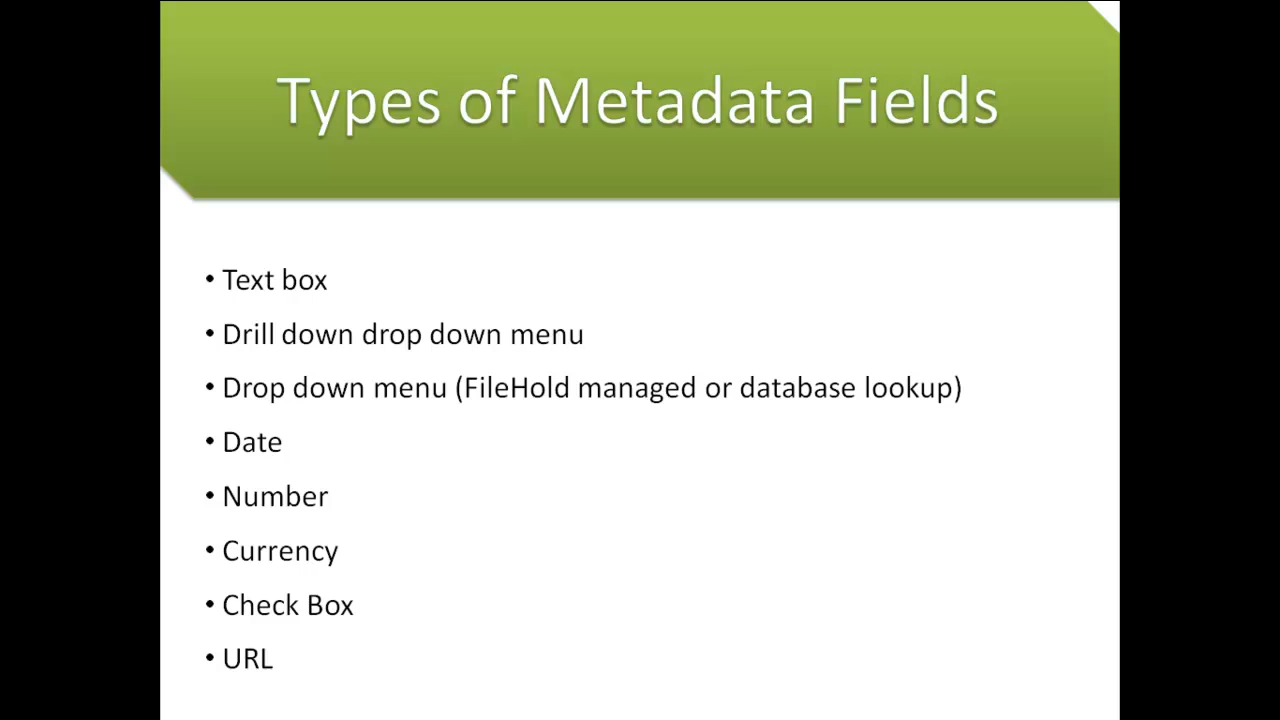 Types of Metadata Fields
• Text box
• Drill down drop down menu
• Drop down menu (FileHold managed or database lookup)
• Date
• Number
• Currency
• Check Box
• URL